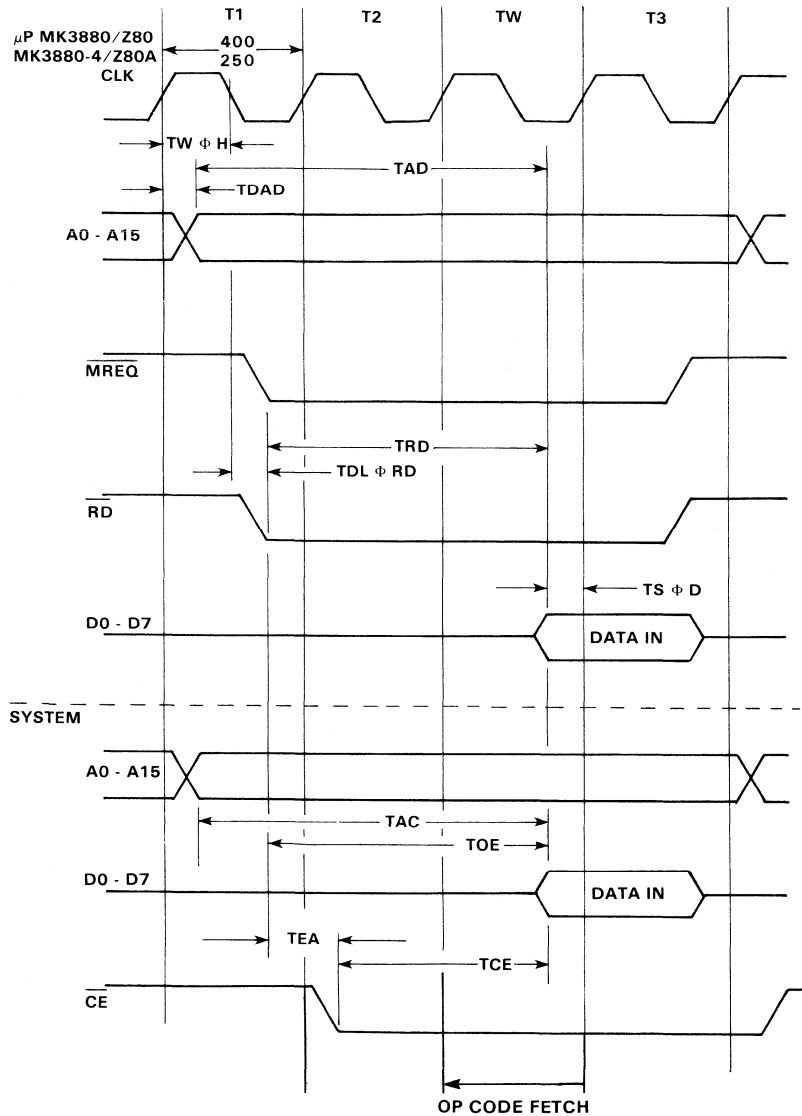 T1 T2 TW T3
μP MK3880/Z80
MK3880-4/Z80A
CLK
400
250
TW Φ H
TAD
TDAD
A0 - A15
MREQ
TRD
TDL Φ RD
RD
TS Φ D
D0 - D7
DATA IN
SYSTEM
A0 - A15
TAC
TOE
D0 - D7
DATA IN
TEA
TCE
CE
OP CODE FETCH